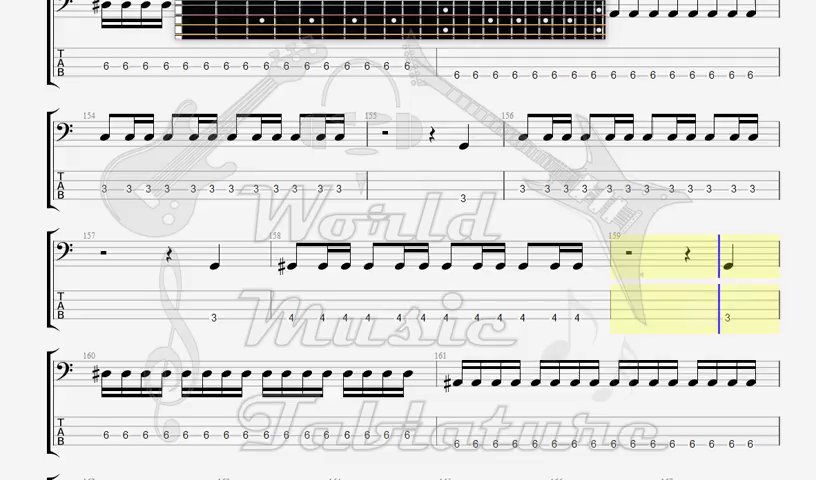 T A B 6 6 6 6 6 6 6 6 6 6 6 6 6 6 6 6 6 6 6 6 6 6 6 6 6 6 6 6 6 6 6 6
154 155 156
T A B 3 3 3 3 3 3 3 3 3 3 3 3 3 3 3 3 3 3 3 3 3 3 3 3 3
World
157 158 159
T A B 3 4 4 4 4 4 4 4 4 4 4 4 4 3
Music
160 161
T A B 6 6 6 6 6 6 6 6 6 6 6 6 6 6 6 6 6 6 6 6 6 6 6 6 6 6 6 6 6 6 6 6
Tablature